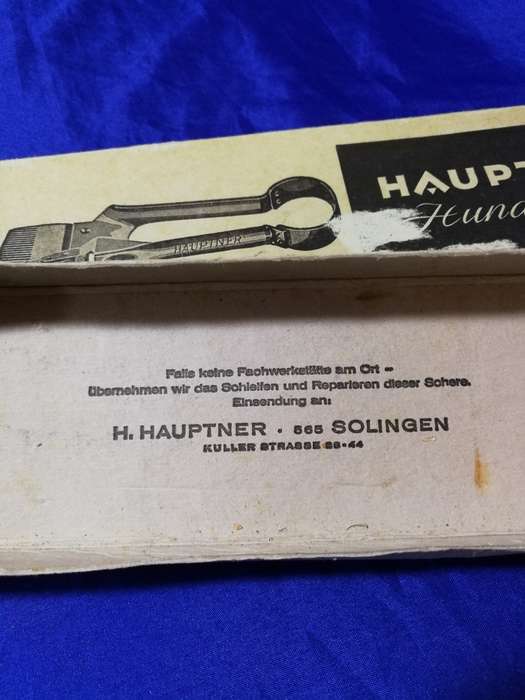 HAUPT
Hund
HAUPTNER
Falls keine Fachwerkstätte am Ort –
übernehmen wir das Schleifen und Reparieren dieser Schere.
Einsendung an:
H. HAUPTNER · 565 SOLINGEN
KULLER STRASSE 38-44